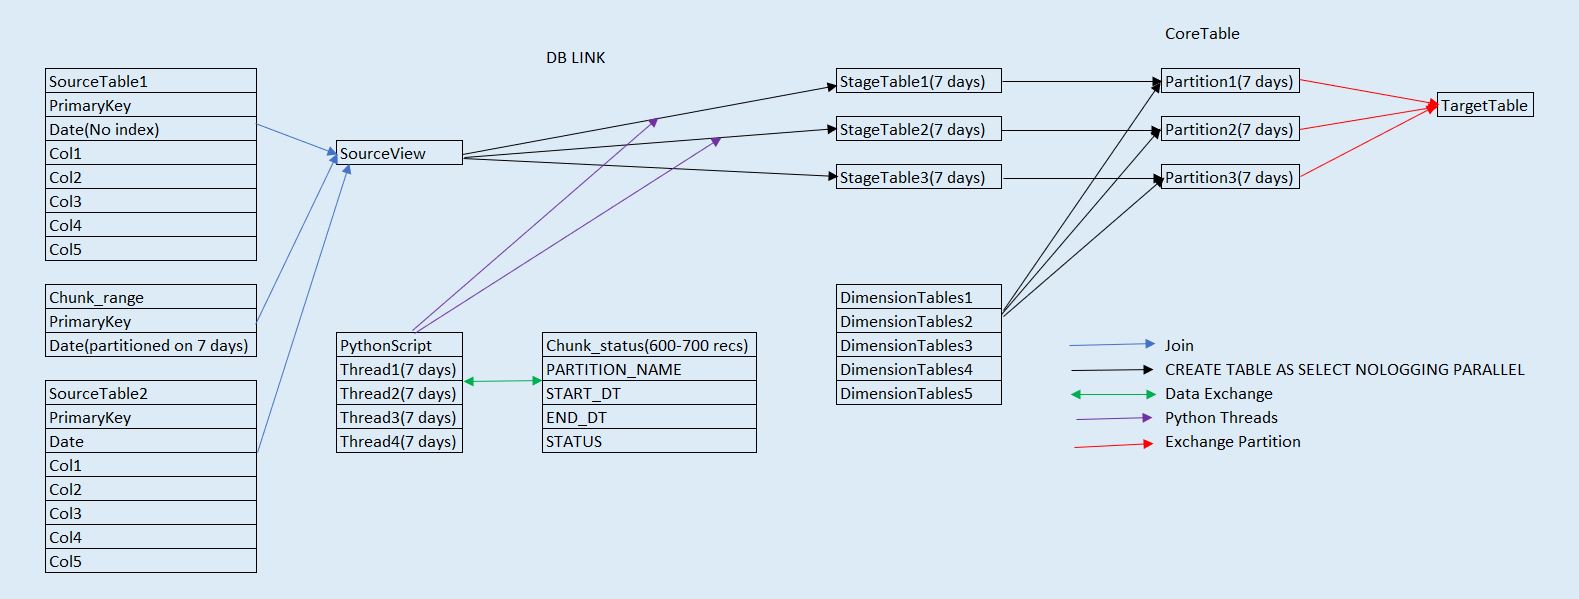 CoreTable
DB LINK
SourceTable1
PrimaryKey
Date(No index)
Col1
Col2
Col3
Col4
Col5
Chunk_range
PrimaryKey
Date(partitioned on 7 days)
SourceTable2
PrimaryKey
Date
Col1
Col2
Col3
Col4
Col5
SourceView
PythonScript
Thread1(7 days)
Thread2(7 days)
Thread3(7 days)
Thread4(7 days)
Chunk_status(600-700 recs)
PARTITION_NAME
START_DT
END_DT
STATUS
StageTable1(7 days)
StageTable2(7 days)
StageTable3(7 days)
DimensionTables1
DimensionTables2
DimensionTables3
DimensionTables4
DimensionTables5
Partition1(7 days)
Partition2(7 days)
Partition3(7 days)
TargetTable
Join
CREATE TABLE AS SELECT NOLOGGING PARALLEL
Data Exchange
Python Threads
Exchange Partition